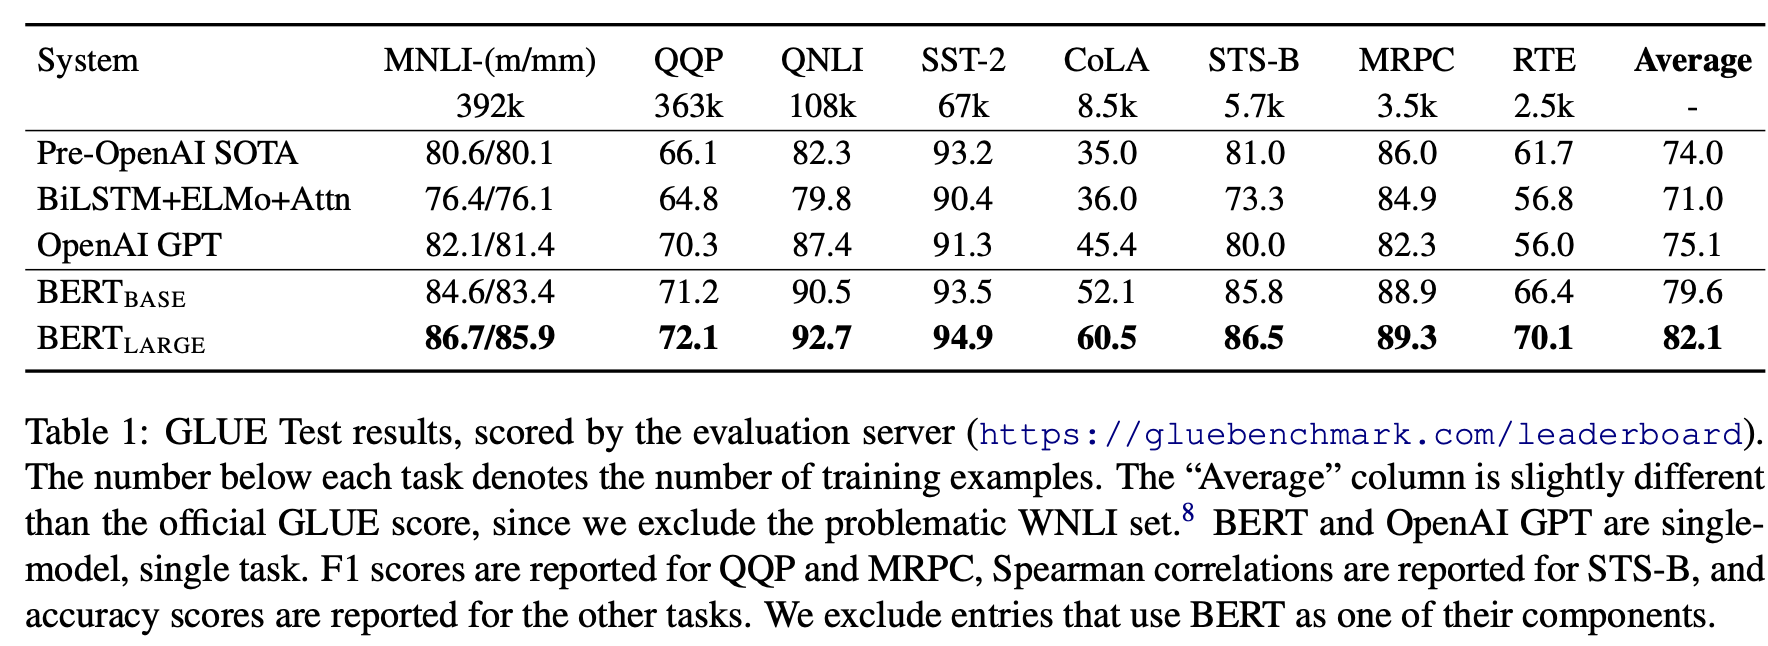 System MNLI-(m/mm) QQP QNLI SST-2 CoLA STS-B MRPC RTE Average
392k 363k 108k 67k 8.5k 5.7k 3.5k 2.5k -
Pre-OpenAI SOTA 80.6/80.1 66.1 82.3 93.2 35.0 81.0 86.0 61.7 74.0
BiLSTM+ELMo+Attn 76.4/76.1 64.8 79.8 90.4 36.0 73.3 84.9 56.8 71.0
OpenAI GPT 82.1/81.4 70.3 87.4 91.3 45.4 80.0 82.3 56.0 75.1
BERTBASE 84.6/83.4 71.2 90.5 93.5 52.1 85.8 88.9 66.4 79.6
BERTLARGE 86.7/85.9 72.1 92.7 94.9 60.5 86.5 89.3 70.1 82.1
Table 1: GLUE Test results, scored by the evaluation server (https://gluebenchmark.com/leaderboard).
The number below each task denotes the number of training examples. The “Average” column is slightly different
than the official GLUE score, since we exclude the problematic WNLI set.8 BERT and OpenAI GPT are single-
model, single task. F1 scores are reported for QQP and MRPC, Spearman correlations are reported for STS-B, and
accuracy scores are reported for the other tasks. We exclude entries that use BERT as one of their components.